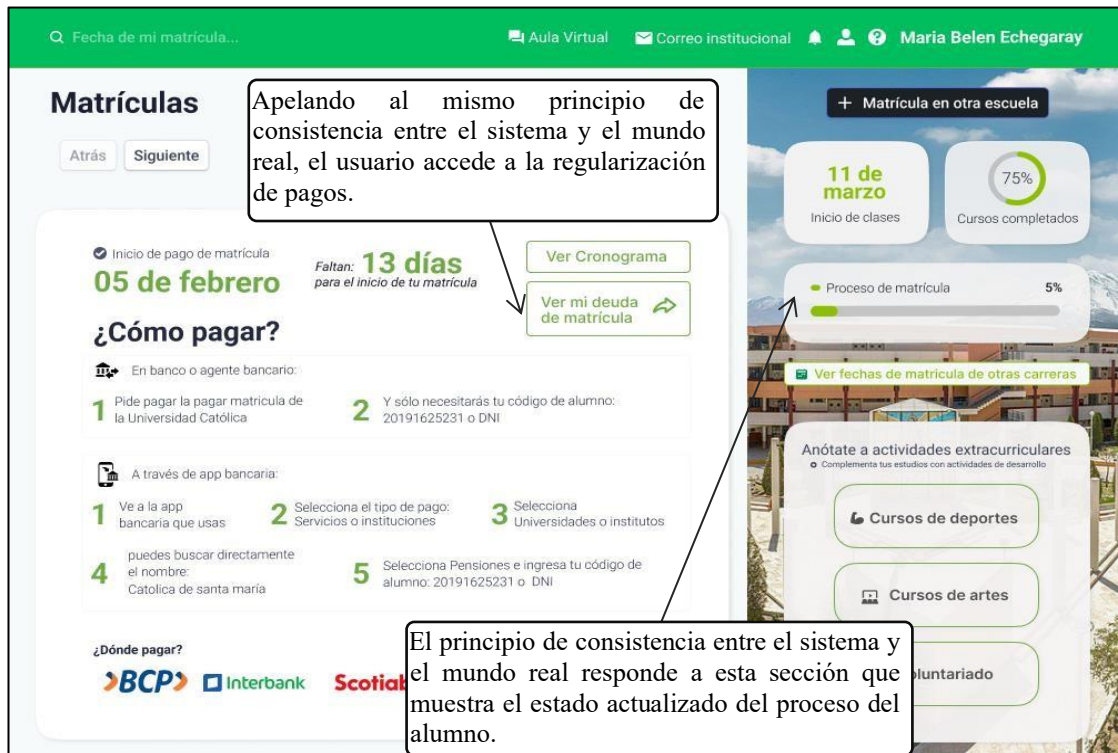 Fecha de mi matrícula...
Aula Virtual
Correo institucional
Maria Belen Echegaray
Matrículas
Atrás
Siguiente
Apelando al mismo principio de
consistencia entre el sistema y el mundo
real, el usuario accede a la regularización
de pagos.
Inicio de pago de matrícula
05 de febrero
Faltan: 13 días
para el inicio de tu matrícula
Ver Cronograma
Ver mi deuda
de matrícula
¿Cómo pagar?
En banco o agente bancario:
1 Pide pagar la pagar matricula de
la Universidad Católica
2 Y sólo necesitarás tu código de alumno:
20191625231 o DNI
A través de app bancaria:
1 Ve a la app
bancaria que usas
2 Selecciona el tipo de pago:
Servicios o instituciones
3 Selecciona
Universidades o institutos
4 puedes buscar directamente
el nombre:
Catolica de santa maría
5 Selecciona Pensiones e ingresa tu código de
alumno: 20191625231 o DNI
¿Dónde pagar?
BCP
Interbank
Scotiab
+ Matrícula en otra escuela
11 de
marzo
Inicio de clases
75%
Cursos completados
Proceso de matrícula 5%
Ver fechas de matricula de otras carreras
Anótate a actividades extracurriculares
Complementa tus estudios con actividades de desarrollo
Cursos de deportes
Cursos de artes
oluntariado
El principio de consistencia entre el sistema y
el mundo real responde a esta sección que
muestra el estado actualizado del proceso del
alumno.